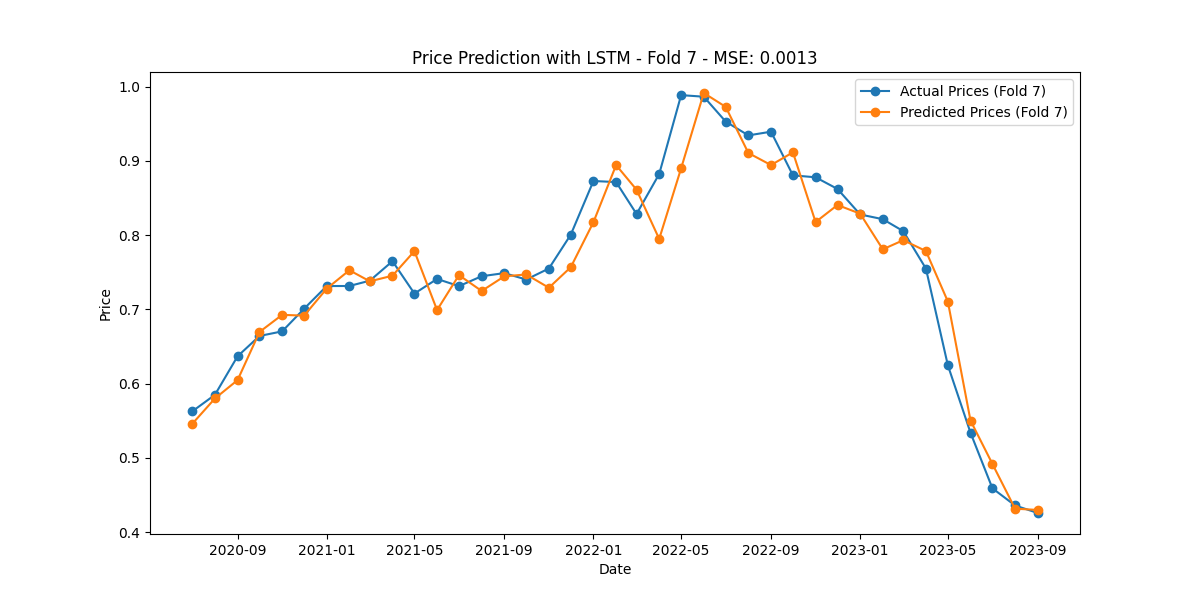 Price Prediction with LSTM - Fold 7 - MSE: 0.0013
Actual Prices (Fold 7)
Predicted Prices (Fold 7)
Price
1.0
0.9
0.8
0.7
0.6
0.5
0.4
2020-09 2021-01 2021-05 2021-09 2022-01 2022-05 2022-09 2023-01 2023-05 2023-09
Date